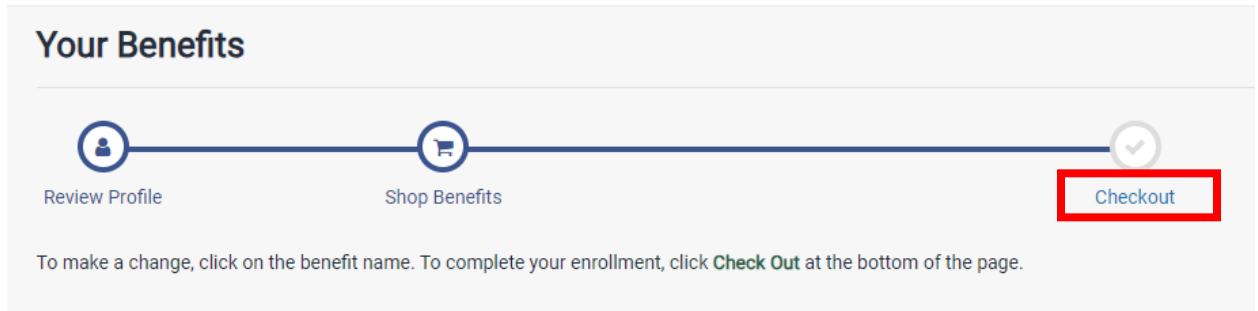 Your Benefits
Review Profile
Shop Benefits
Checkout
To make a change, click on the benefit name. To complete your enrollment, click Check Out at the bottom of the page.